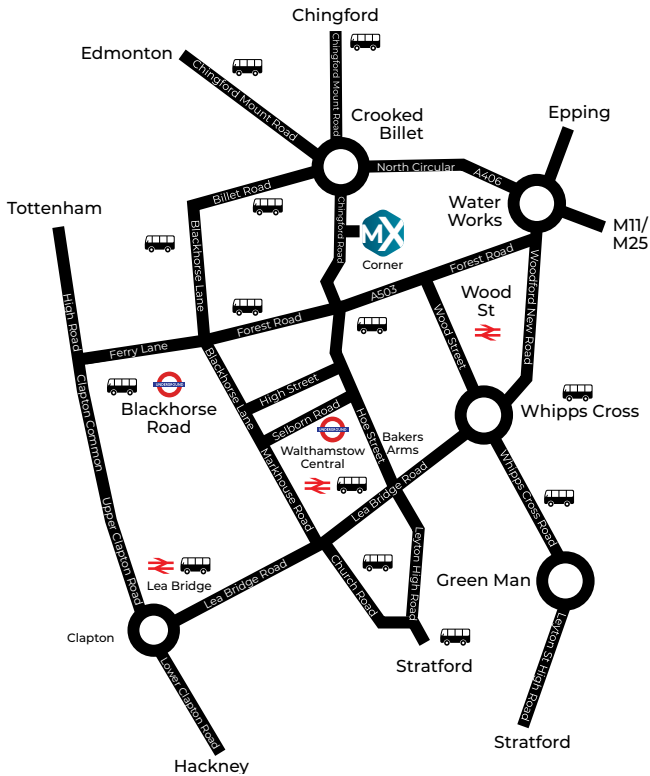 Chingford
Edmonton
Chingford Mount Road
Chingford Mount Road
Crooked
Billet
Epping
North Circular
A406
Water
Works
Billet Road
Tottenham
Chingford Road
MX
Corner
M11/
M25
Blackhorse Lane
High Road
A503
Forest Road
Woodford New Road
Wood
St
Forest Road
Ferry Lane
Wood Street
Blackhorse Lane
High Street
UNDERGROUND
Blackhorse
Road
Clapton Common
Selborn Road
Hoe Street
Whipps Cross
UNDERGROUND
Walthamstow
Central
Bakers
Arms
Markhouse Road
Lea Bridge Road
Whipps Cross Road
Upper Clapton Road
Lea Bridge
Lea Bridge Road
Church Road
Leyton High Road
Green Man
Clapton
Lower Clapton Road
Stratford
Leyton St High
Road
Stratford
Hackney